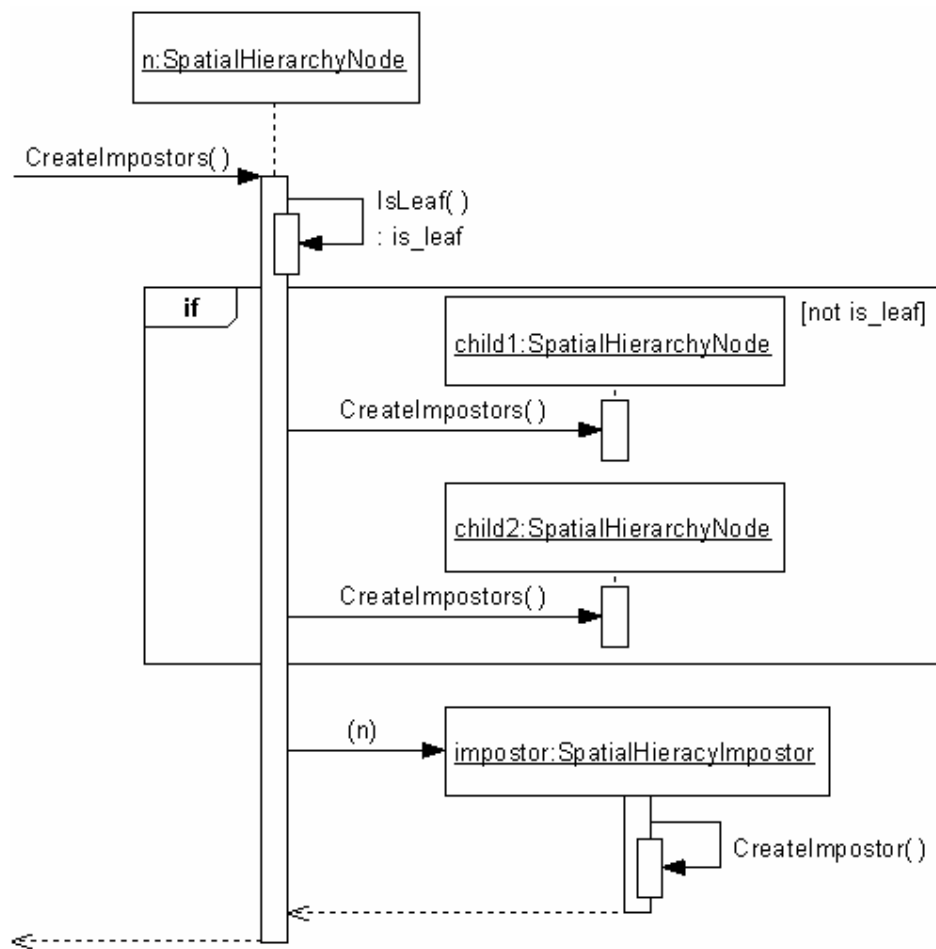 n:SpatialHierarchyNode
CreateImpostors( )
IsLeaf( )
: is_leaf
if
[not is_leaf]
child1:SpatialHierarchyNode
CreateImpostors( )
child2:SpatialHierarchyNode
CreateImpostors( )
(n)
impostor:SpatialHieracyImpostor
CreateImpostor( )